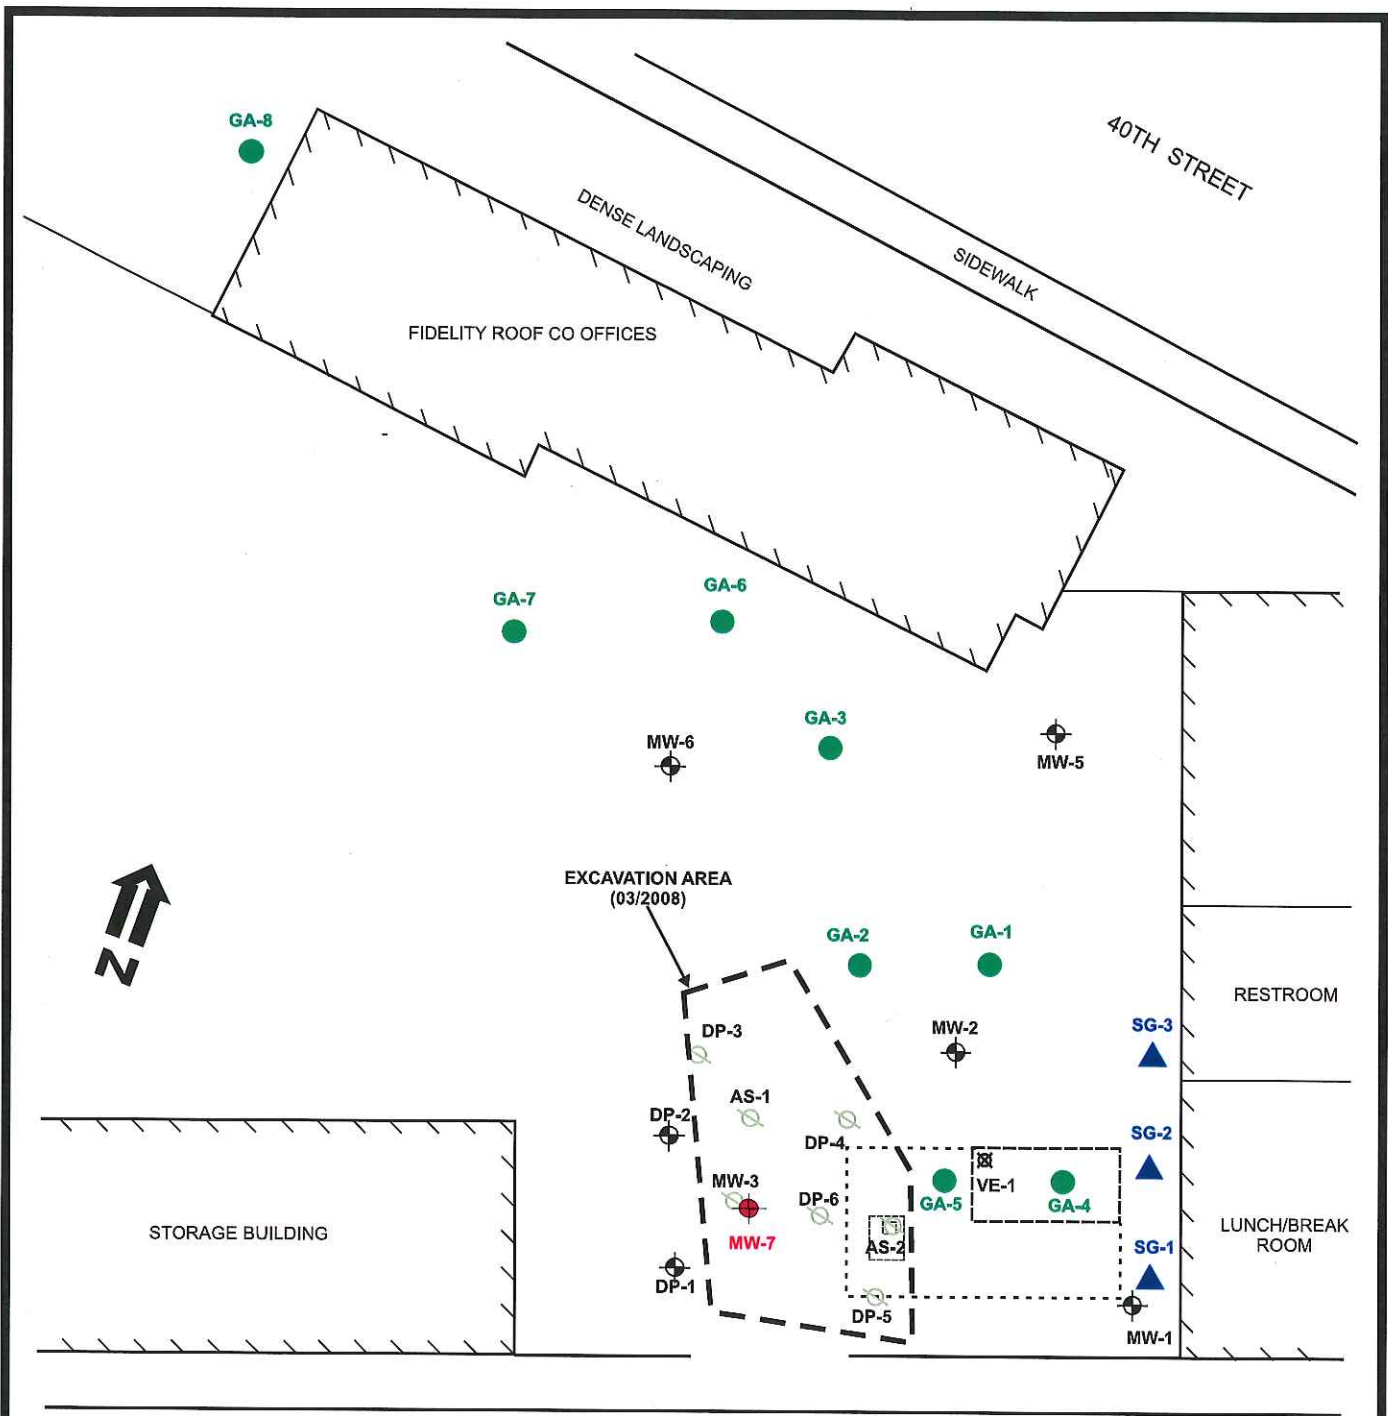 GA-8
40TH STREET
DENSE LANDSCAPING
SIDEWALK
FIDELITY ROOF CO OFFICES
GA-7
GA-6
GA-3
MW-6
MW-5
EXCAVATION AREA
(03/2008)
N
GA-2
GA-1
RESTROOM
DP-3
MW-2
SG-3
AS-1
DP-2
DP-4
SG-2
MW-3
DP-6
VE-1
GA-5
GA-4
STORAGE BUILDING
MW-7
AS-2
SG-1
LUNCH/BREAK
ROOM
DP-1
DP-5
MW-1